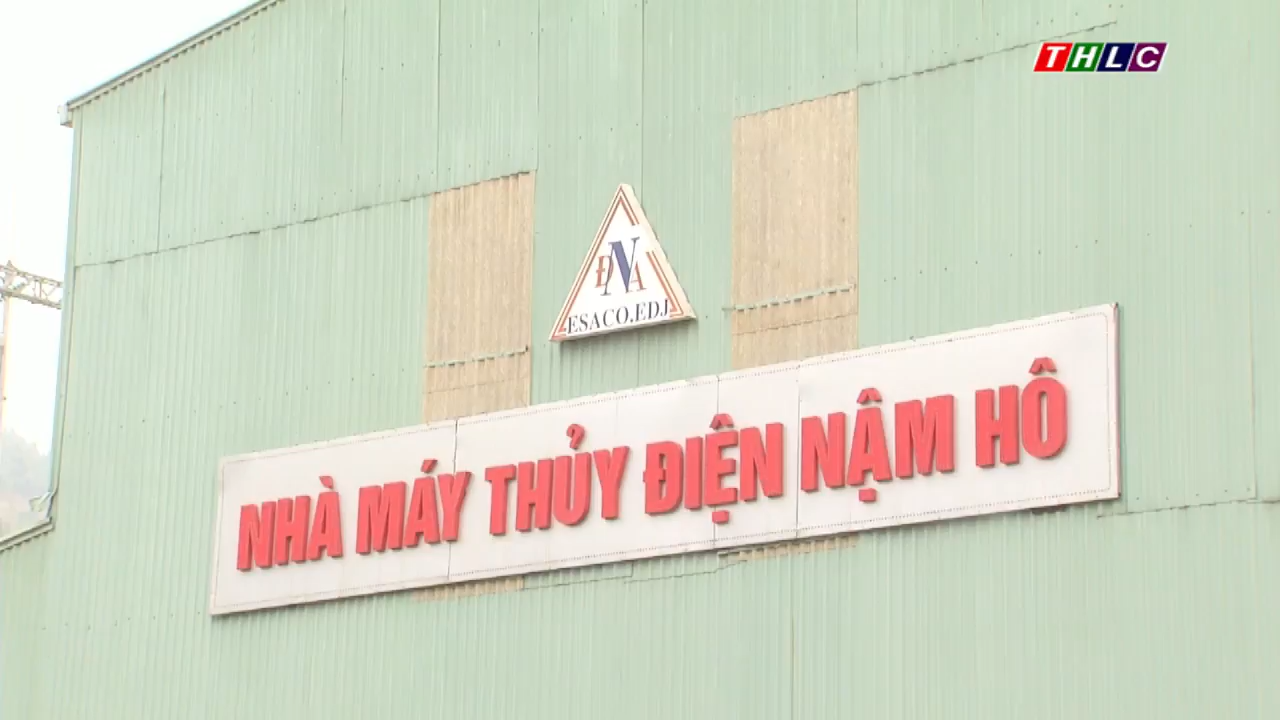 THLC
ĐNA
ESACO.EDJ
NHÀ MÁY THỦY ĐIỆN NẬM HÔ